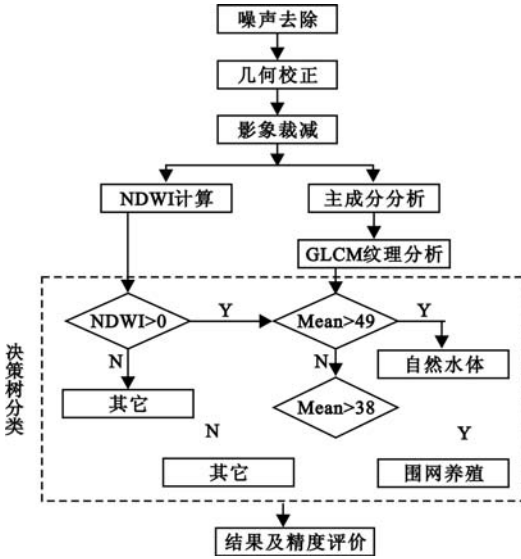 噪声去除
几何校正
影象裁减
NDWI计算
主成分分析
GLCM纹理分析
决策树分类
NDWI>0
Y
Mean>49
Y
N
N
自然水体
其它
Mean>38
N
Y
其它
围网养殖
结果及精度评价